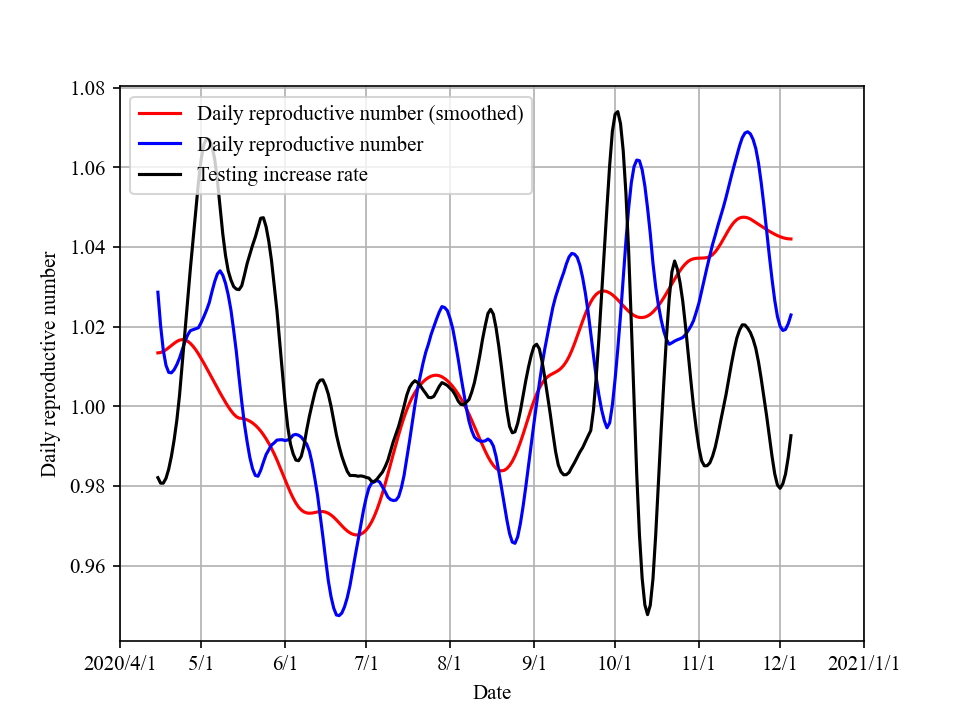 1.08
1.06
1.04
1.02
1.00
0.98
0.96
Daily reproductive number
Daily reproductive number (smoothed)
Daily reproductive number
Testing increase rate
2020/4/1 5/1 6/1 7/1 8/1 9/1 10/1 11/1 12/1 2021/1/1
Date